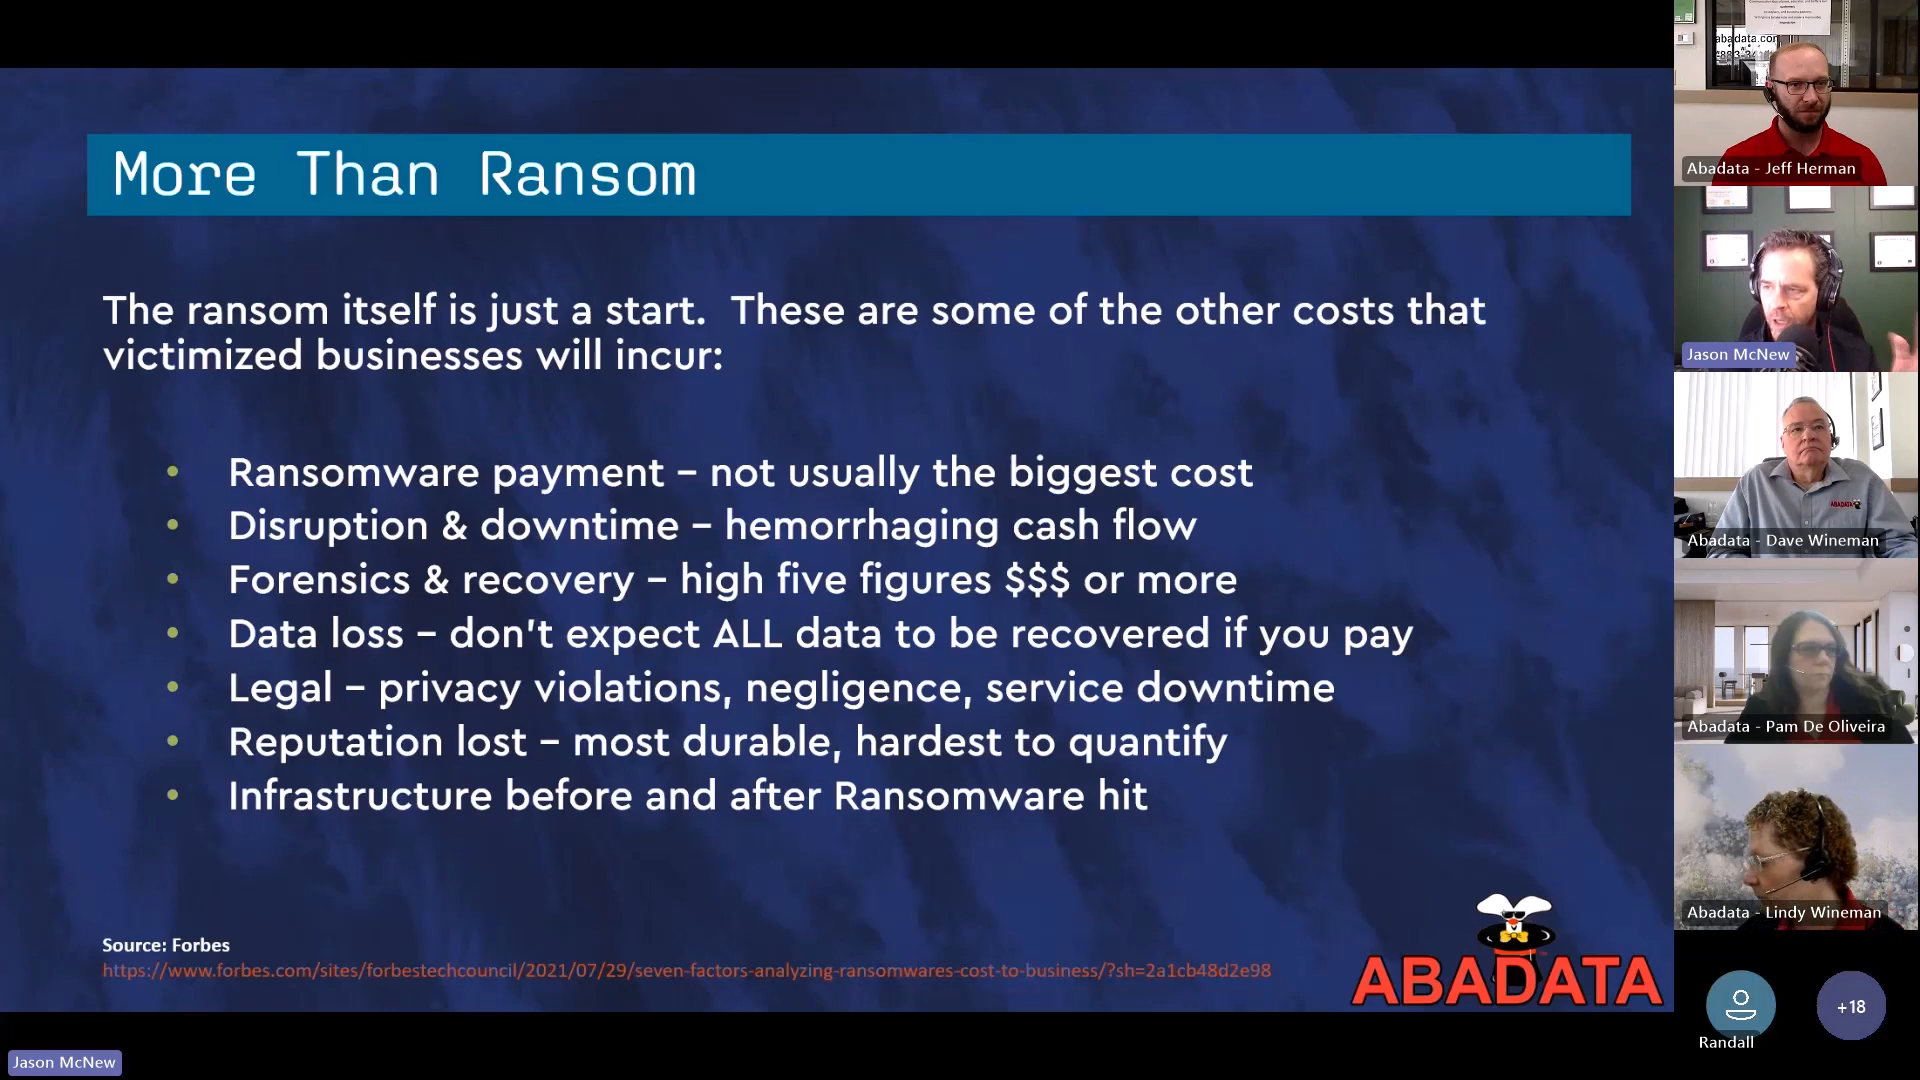 More Than Ransom
The ransom itself is just a start. These are some of the other costs that
victimized businesses will incur:
• Ransomware payment – not usually the biggest cost
• Disruption & downtime – hemorrhaging cash flow
• Forensics & recovery – high five figures $$$ or more
• Data loss – don't expect ALL data to be recovered if you pay
• Legal – privacy violations, negligence, service downtime
• Reputation lost – most durable, hardest to quantify
• Infrastructure before and after Ransomware hit
Source: Forbes
https://www.forbes.com/sites/forbestechcouncil/2021/07/29/seven-factors-analyzing-ransomwares-cost-to-business/?sh=2a1cb48d2e98
ABADATA
Jason McNew
abadata.com
Abadata - Jeff Herman
Jason McNew
ABADATA
Abadata - Dave Wineman
Abadata - Pam De Oliveira
Abadata - Lindy Wineman
Randall
+18